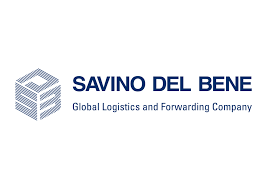 SAVINO DEL BENE
Global Logistics and Forwarding Company